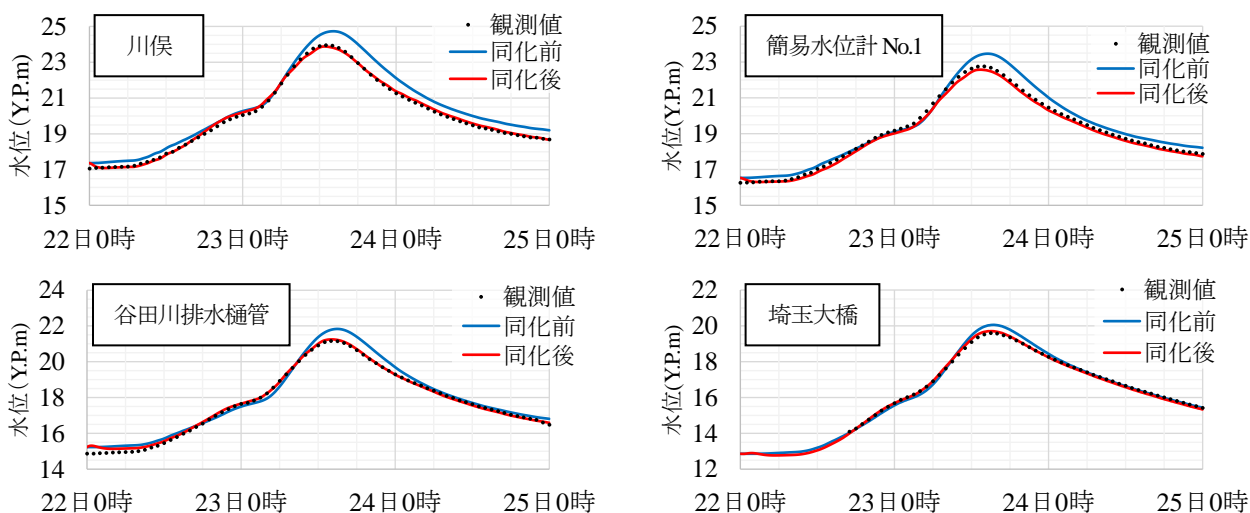 川俣
観測値
同化前
同化後
水位(Y.P.m)
25
23
21
19
17
15
22日0時
23日0時
24日0時
25日0時
簡易水位計 No.1
観測値
同化前
同化後
水位(Y.P.m)
25
23
21
19
17
15
22日0時
23日0時
24日0時
25日0時
谷田川排水樋管
観測値
同化前
同化後
水位(Y.P.m)
24
22
20
18
16
14
22日0時
23日0時
24日0時
25日0時
埼玉大橋
観測値
同化前
同化後
水位(Y.P.m)
22
20
18
16
14
12
22日0時
23日0時
24日0時
25日0時